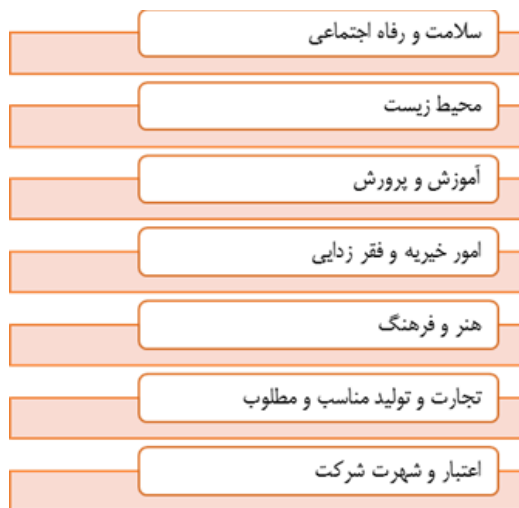 سلامت و رفاه اجتماعی
محیط زیست
آموزش و پرورش
امور خیریه و فقر زدایی
هنر و فرهنگ
تجارت و تولید مناسب و مطلوب
اعتبار و شهرت شرکت